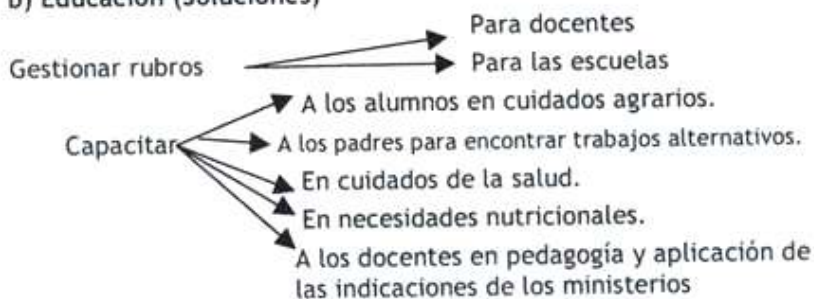 b) Educación (Soluciones)
Para docentes
Gestionar rubros
Para las escuelas
A los alumnos en cuidados agrarios.
Capacitar
A los padres para encontrar trabajos alternativos.
En cuidados de la salud.
En necesidades nutricionales.
A los docentes en pedagogía y aplicación de
las indicaciones de los ministerios